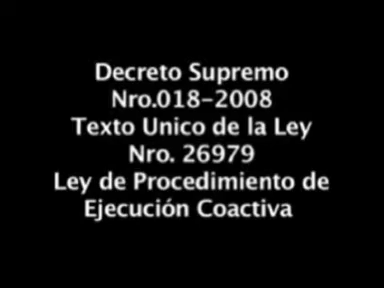 Decreto Supremo
Nro.018-2008
Texto Unico de la Ley
Nro. 26979
Ley de Procedimiento de
Ejecución Coactiva